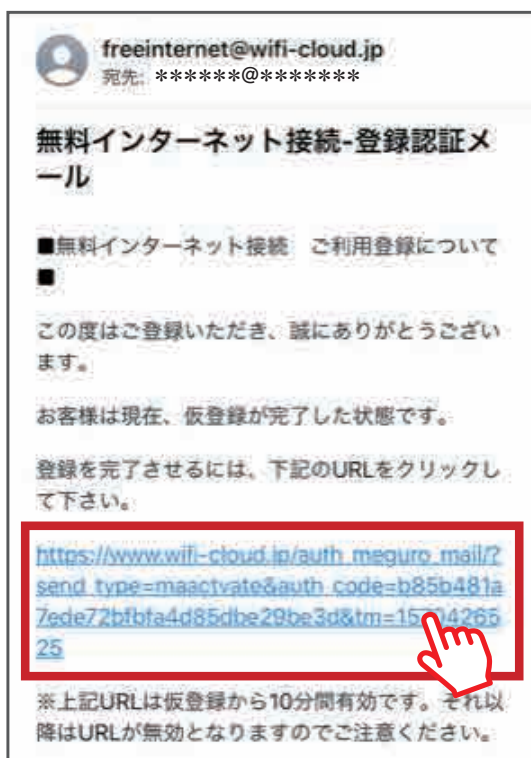 freeinternet@wifi-cloud.jp
宛先: ******@*******
無料インターネット接続-登録認証メ
ール
■無料インターネット接続　ご利用登録について
■
この度はご登録いただき、誠にありがとうござい
ます。
お客様は現在、仮登録が完了した状態です。
登録を完了させるには、下記のURLをクリックし
て下さい。
https://www.wifi-cloud.jp/auth_meguro_mail/?
send_type=maactvate&auth_code=b85b481a
7ede72bfbfa4d85dbe29be3d&tm=15
4265
25
※上記URLは仮登録から10分間有効です。それ以
降はURLが無効となりますのでご注意ください。